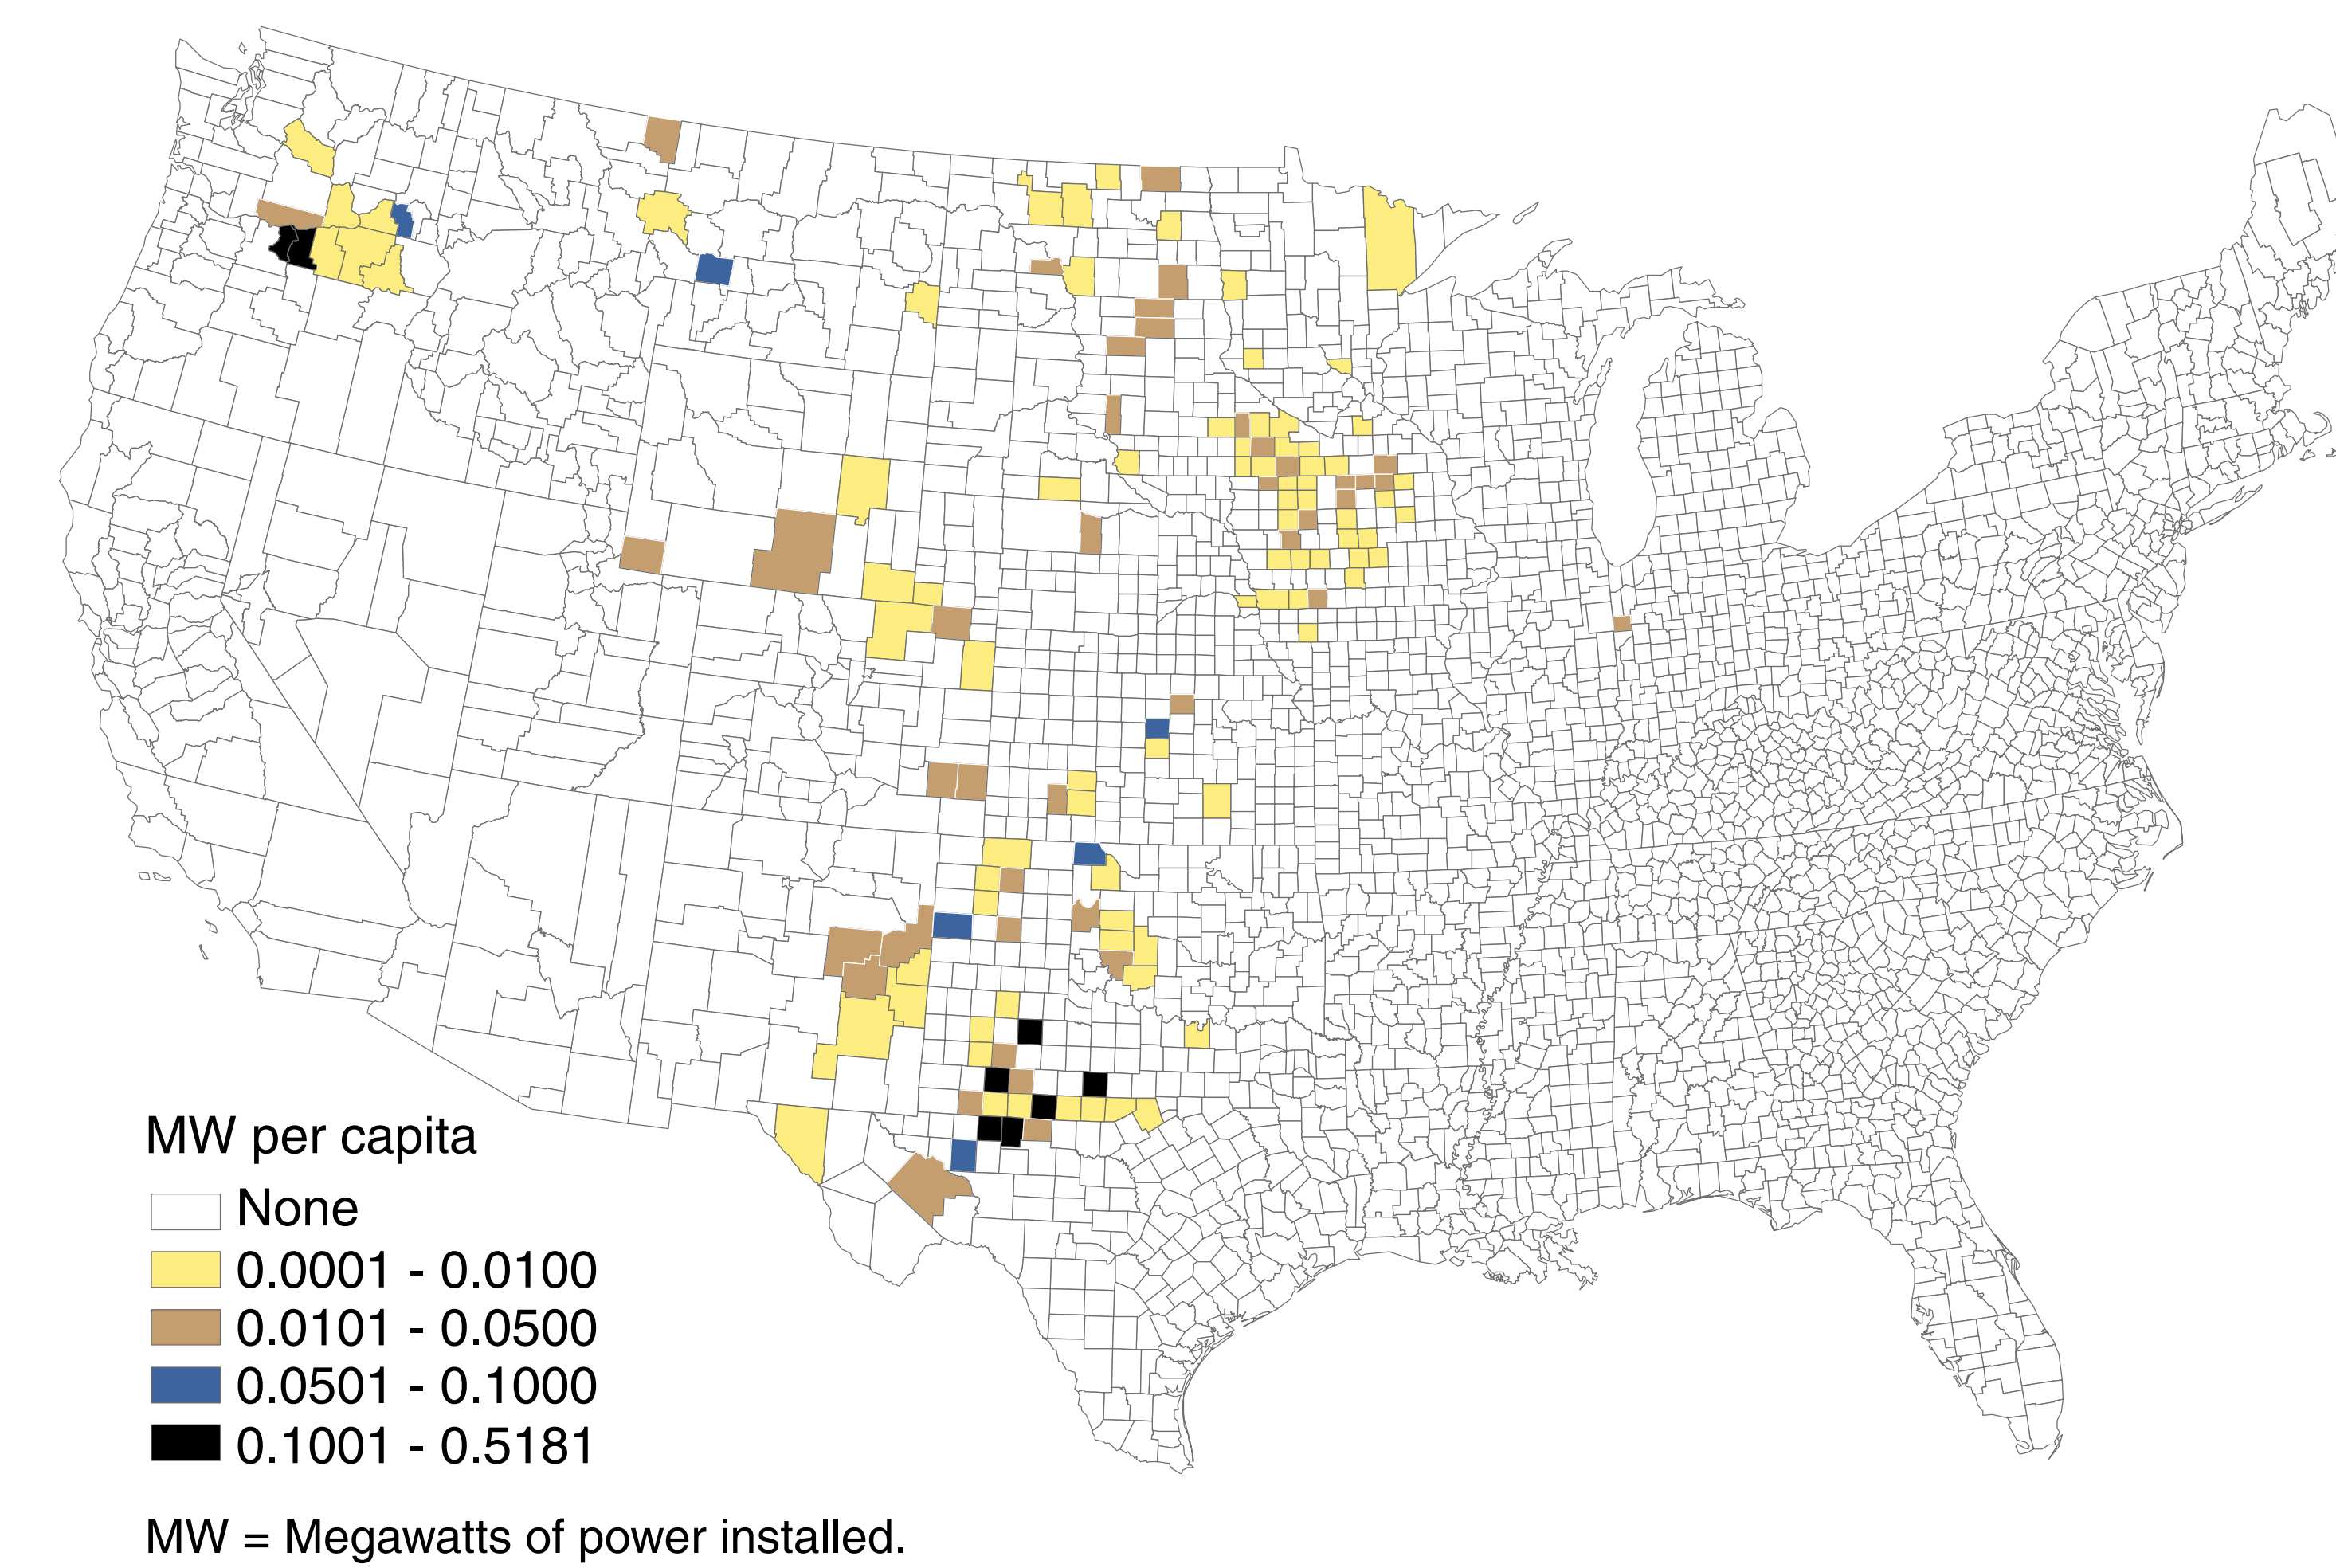 MW per capita
None
0.0001 - 0.0100
0.0101 - 0.0500
0.0501 - 0.1000
0.1001 - 0.5181
MW = Megawatts of power installed.